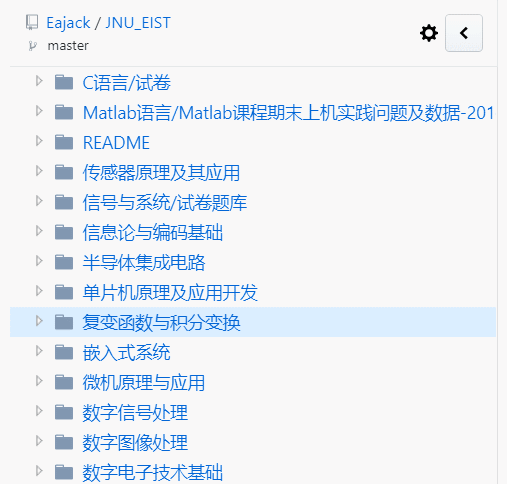 Eajack / JNU_EIST
master
C语言/试卷
Matlab语言/Matlab课程期末上机实践问题及数据-201
README
传感器原理及其应用
信号与系统/试卷题库
信息论与编码基础
半导体集成电路
单片机原理及应用开发
复变函数与积分变换
嵌入式系统
微机原理与应用
数字信号处理
数字图像处理
数字电子技术基础